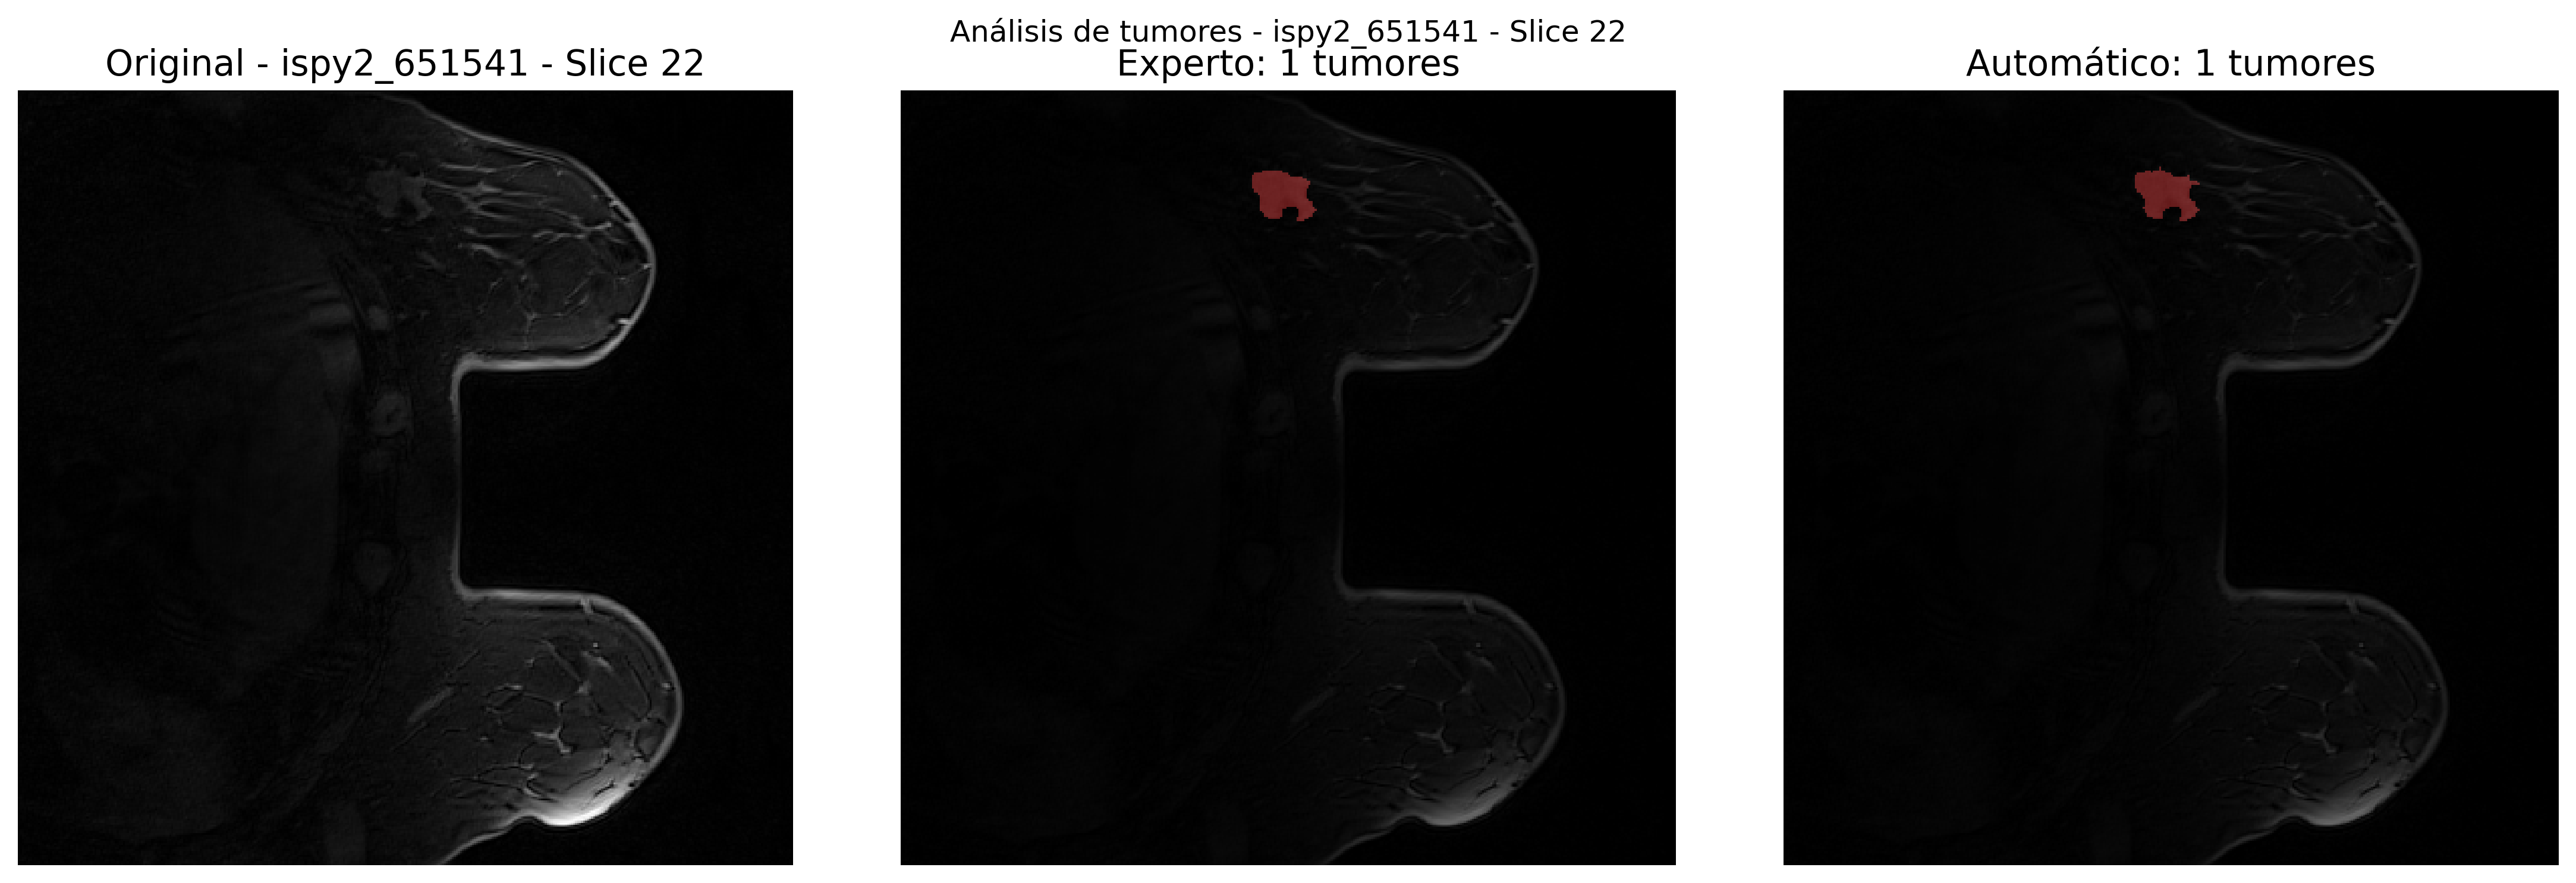 Análisis de tumores - ispy2_651541 - Slice 22
Original - ispy2_651541 - Slice 22
Experto: 1 tumores
Automático: 1 tumores